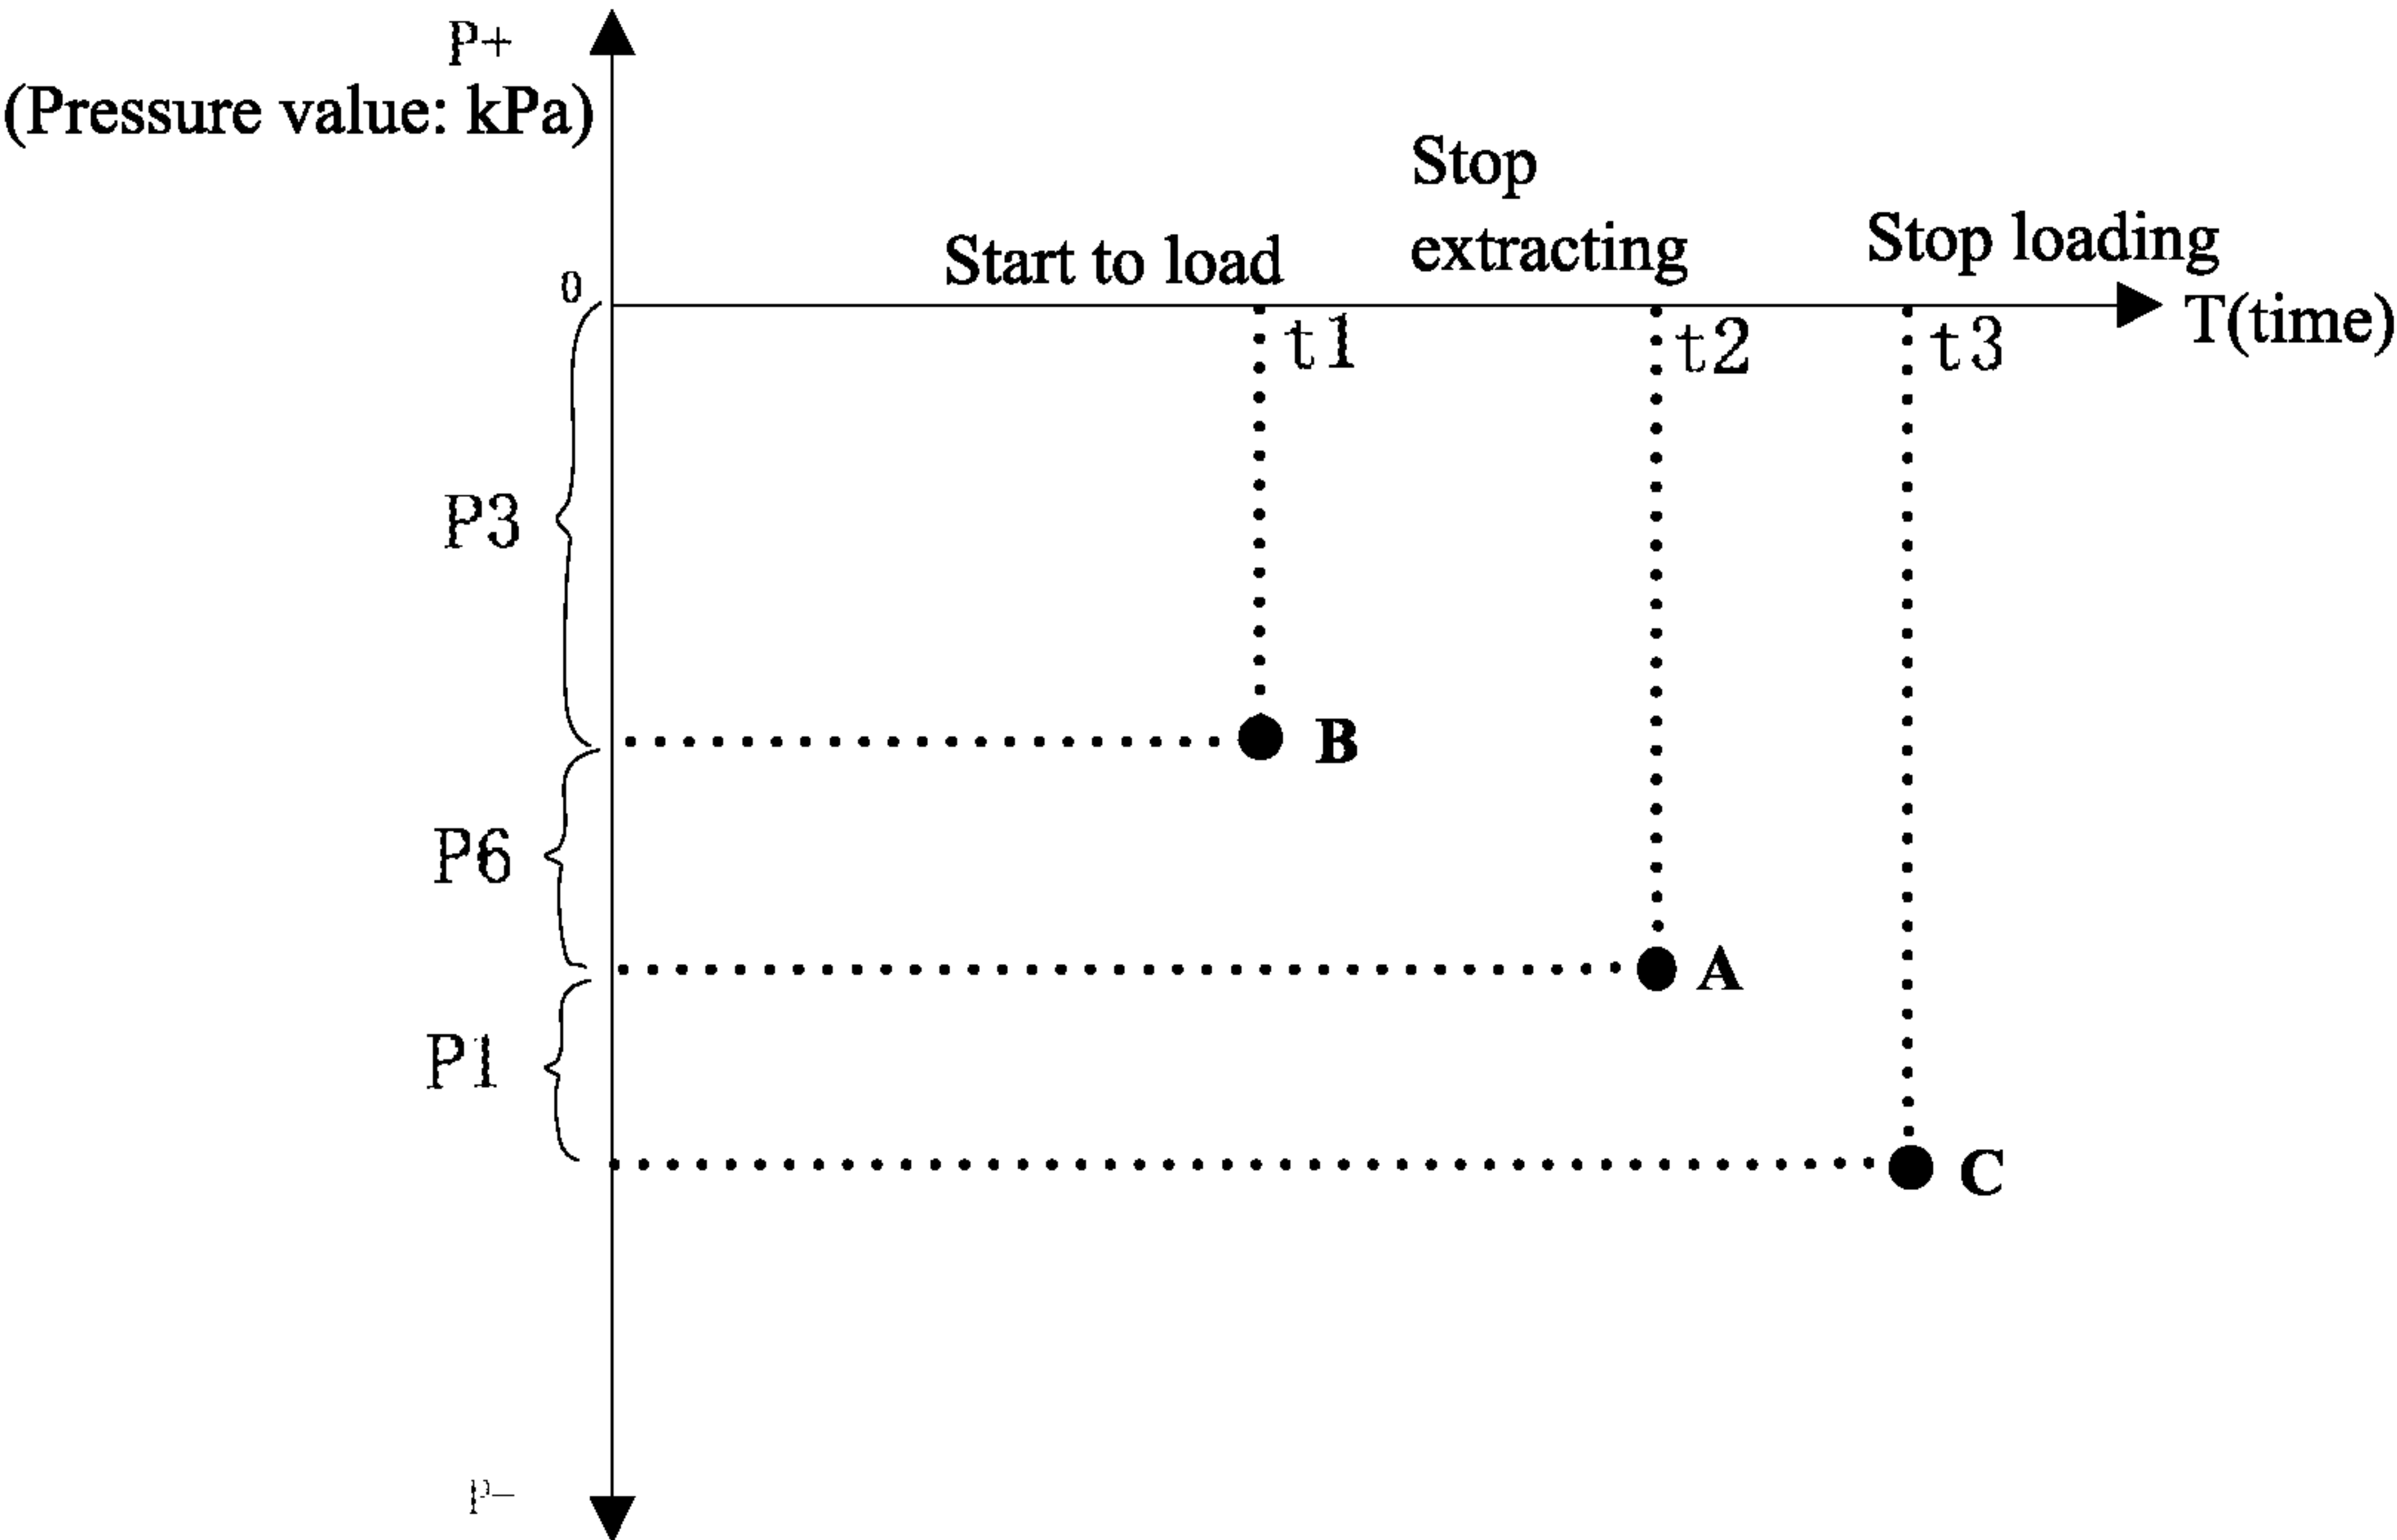 P+
(Pressure value: kPa)
Stop
extracting
Start to load
Stop loading
0
T(time)
t1
t2
t3
P3
B
P6
A
P1
C
P-